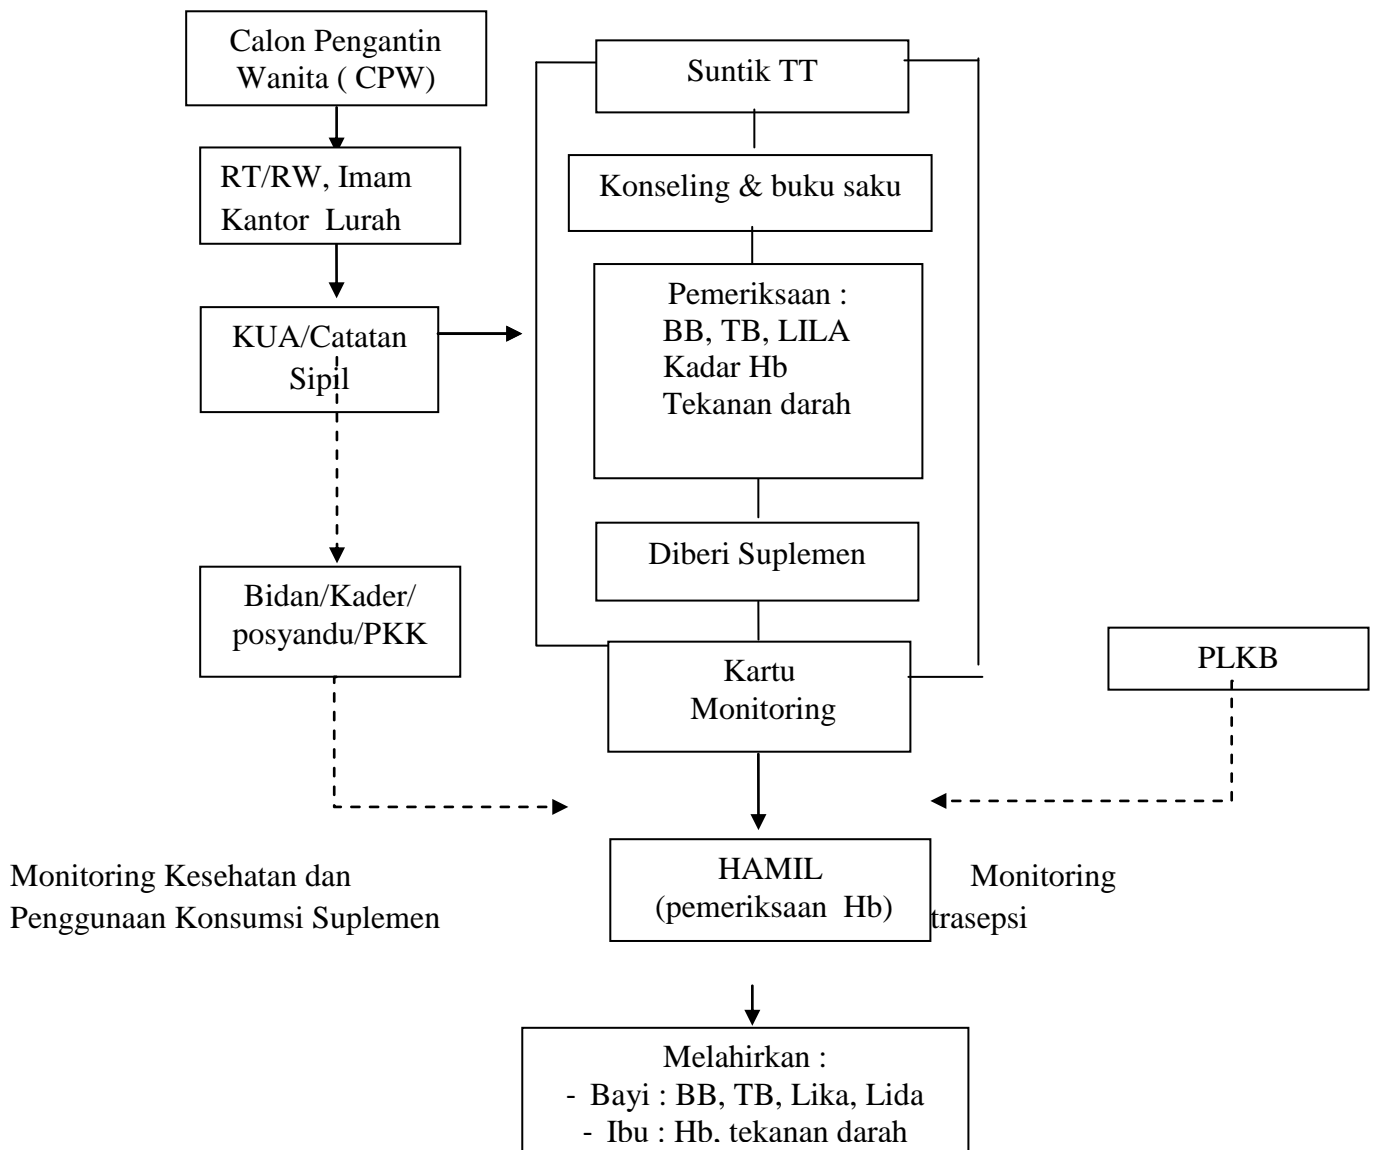 Calon Pengantin
Wanita ( CPW)
RT/RW, Imam
Kantor Lurah
KUA/Catatan
Sipil
Bidan/Kader/
posyandu/PKK
Suntik TT
Konseling & buku saku
Pemeriksaan :
BB, TB, LILA
Kadar Hb
Tekanan darah
Diberi Suplemen
Kartu
Monitoring
PLKB
Monitoring Kesehatan dan
Penggunaan Konsumsi Suplemen
HAMIL
(pemeriksaan Hb)
Monitoring
trasepsi
Melahirkan :
- Bayi : BB, TB, Lika, Lida
- Ibu : Hb, tekanan darah